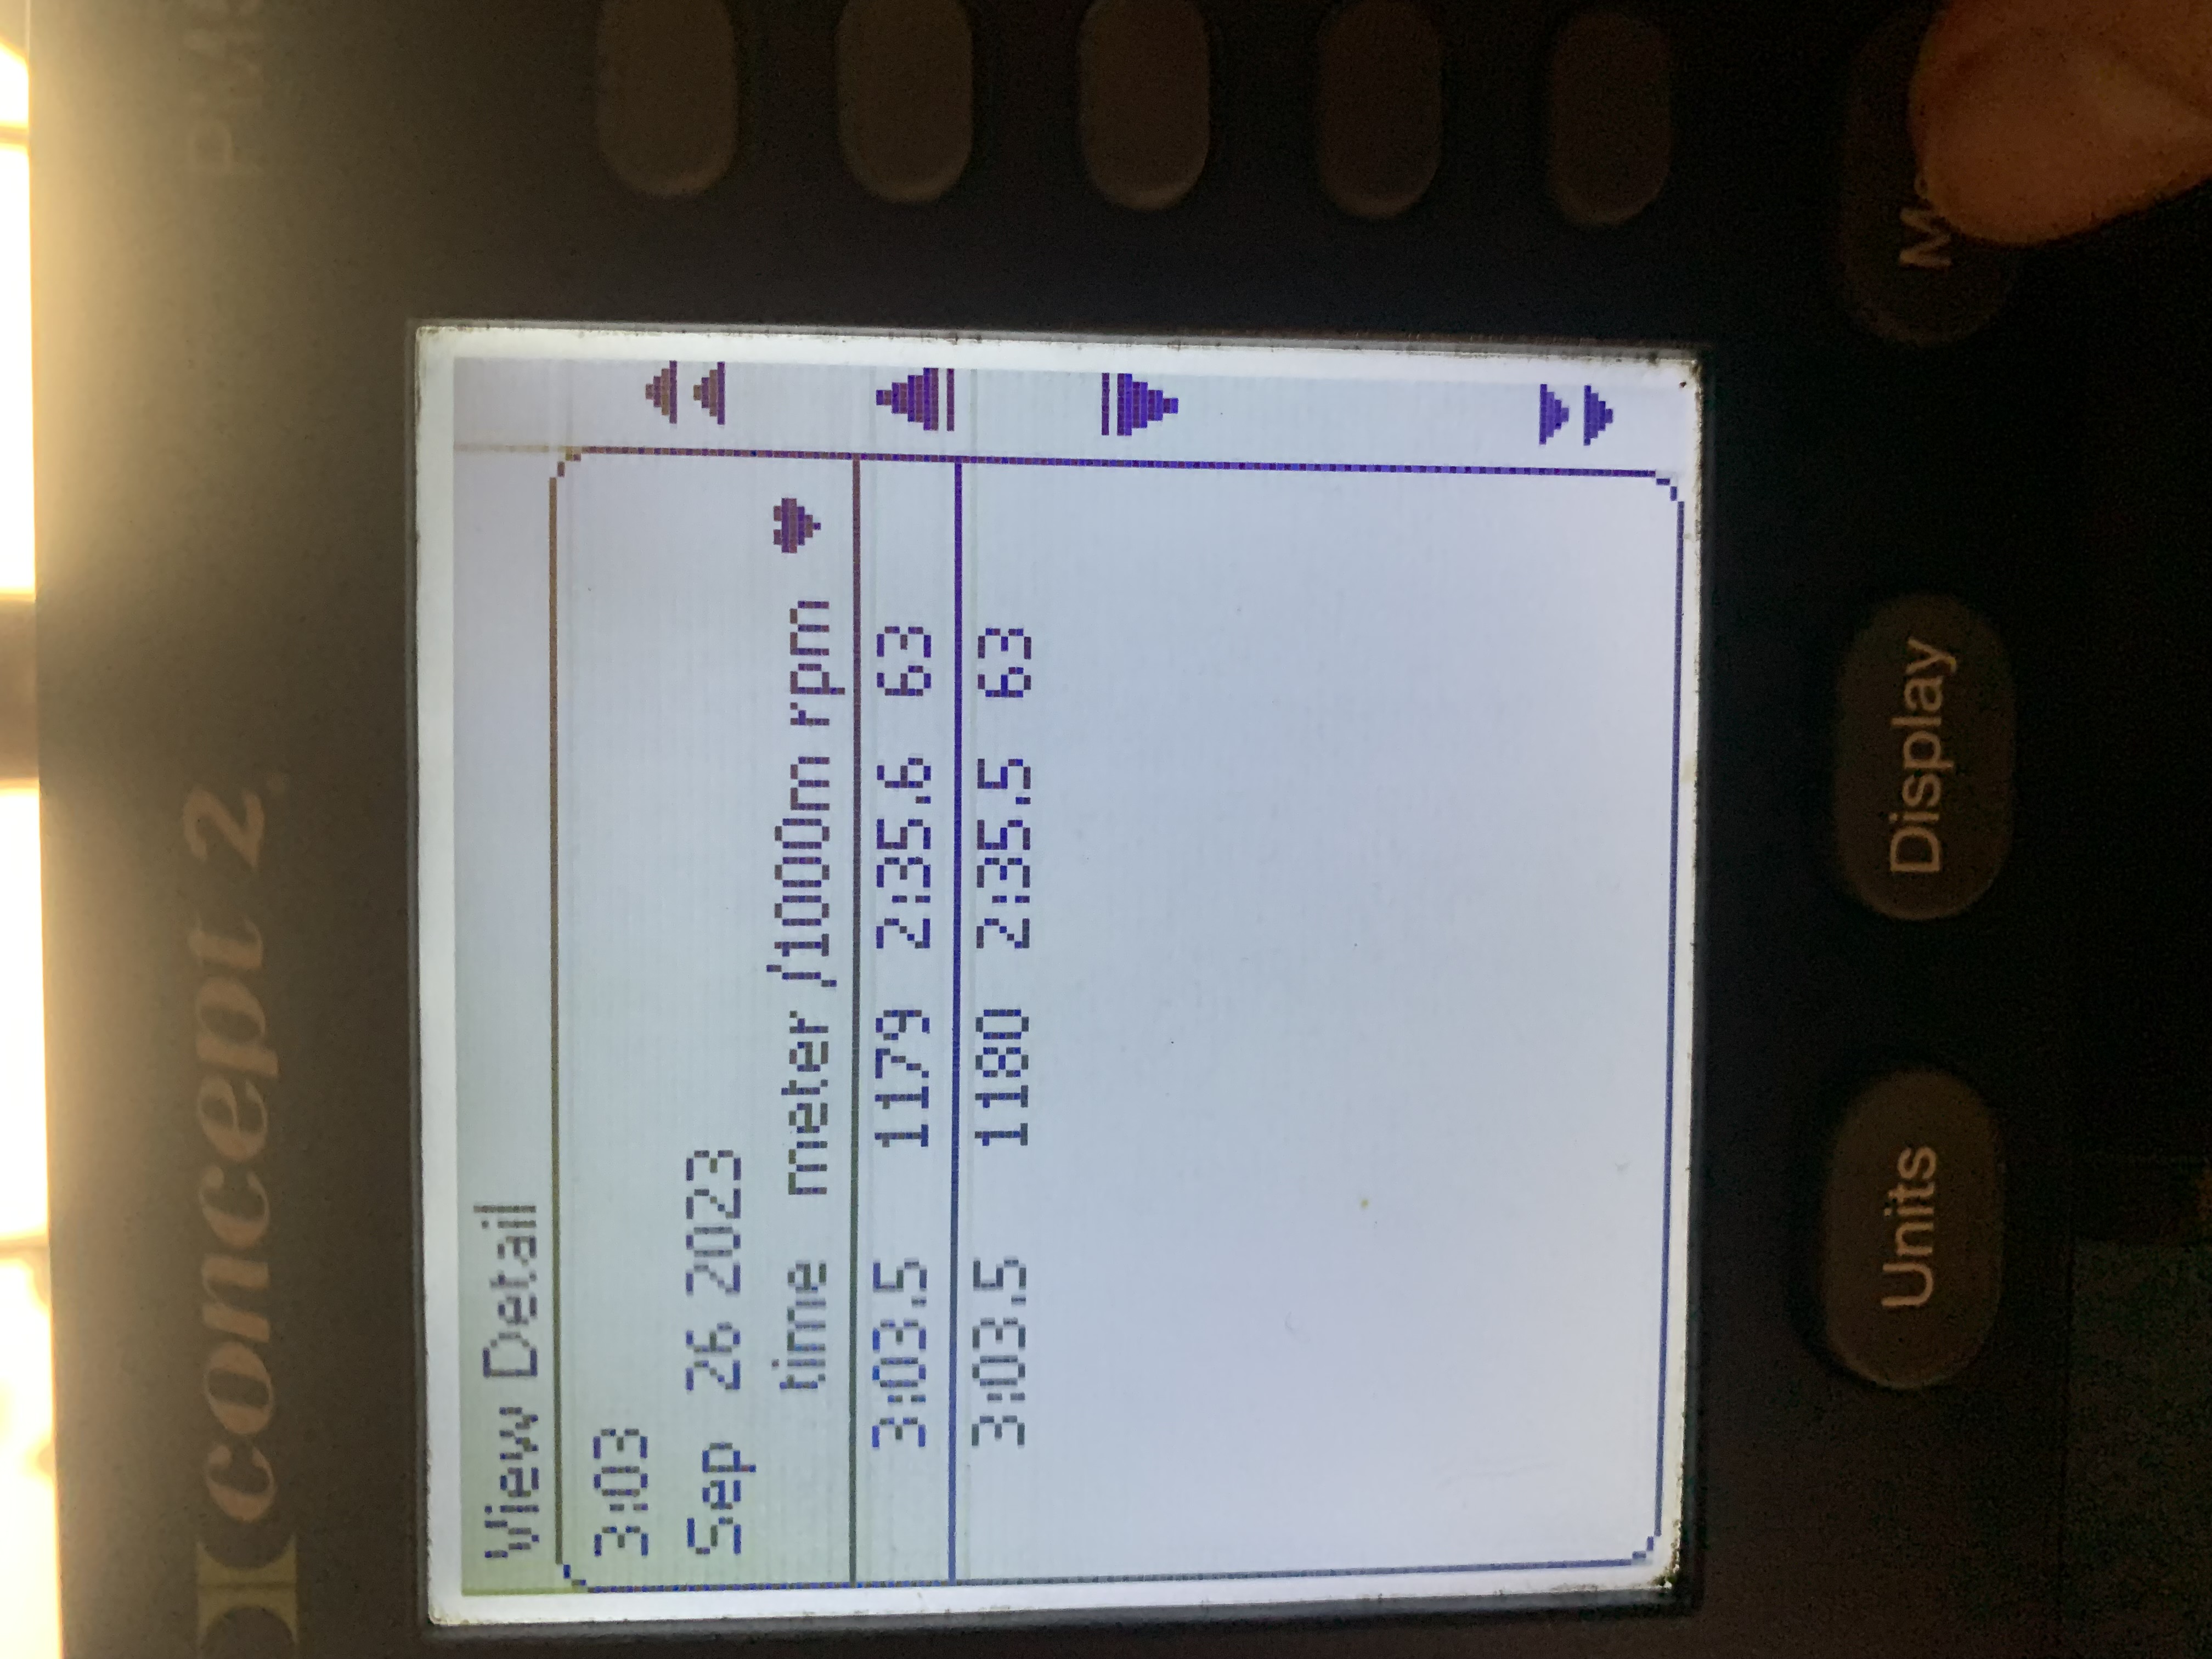 concept 2
PM5
View Detail
3:03
Sep 26 2023
time meter /1000m rpm
3:03.5 1179 2:35.6 63
3:03.5 1180 2:35.5 63
Units Display